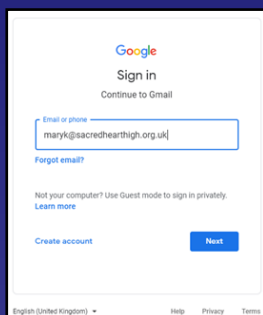 Google
Sign in
Continue to Gmail
Email or phone
maryk@sacredhearthigh.org.uk
Forgot email?
Not your computer? Use Guest mode to sign in privately.
Learn more
Create account
Next
English (United Kingdom)
Help Privacy Terms